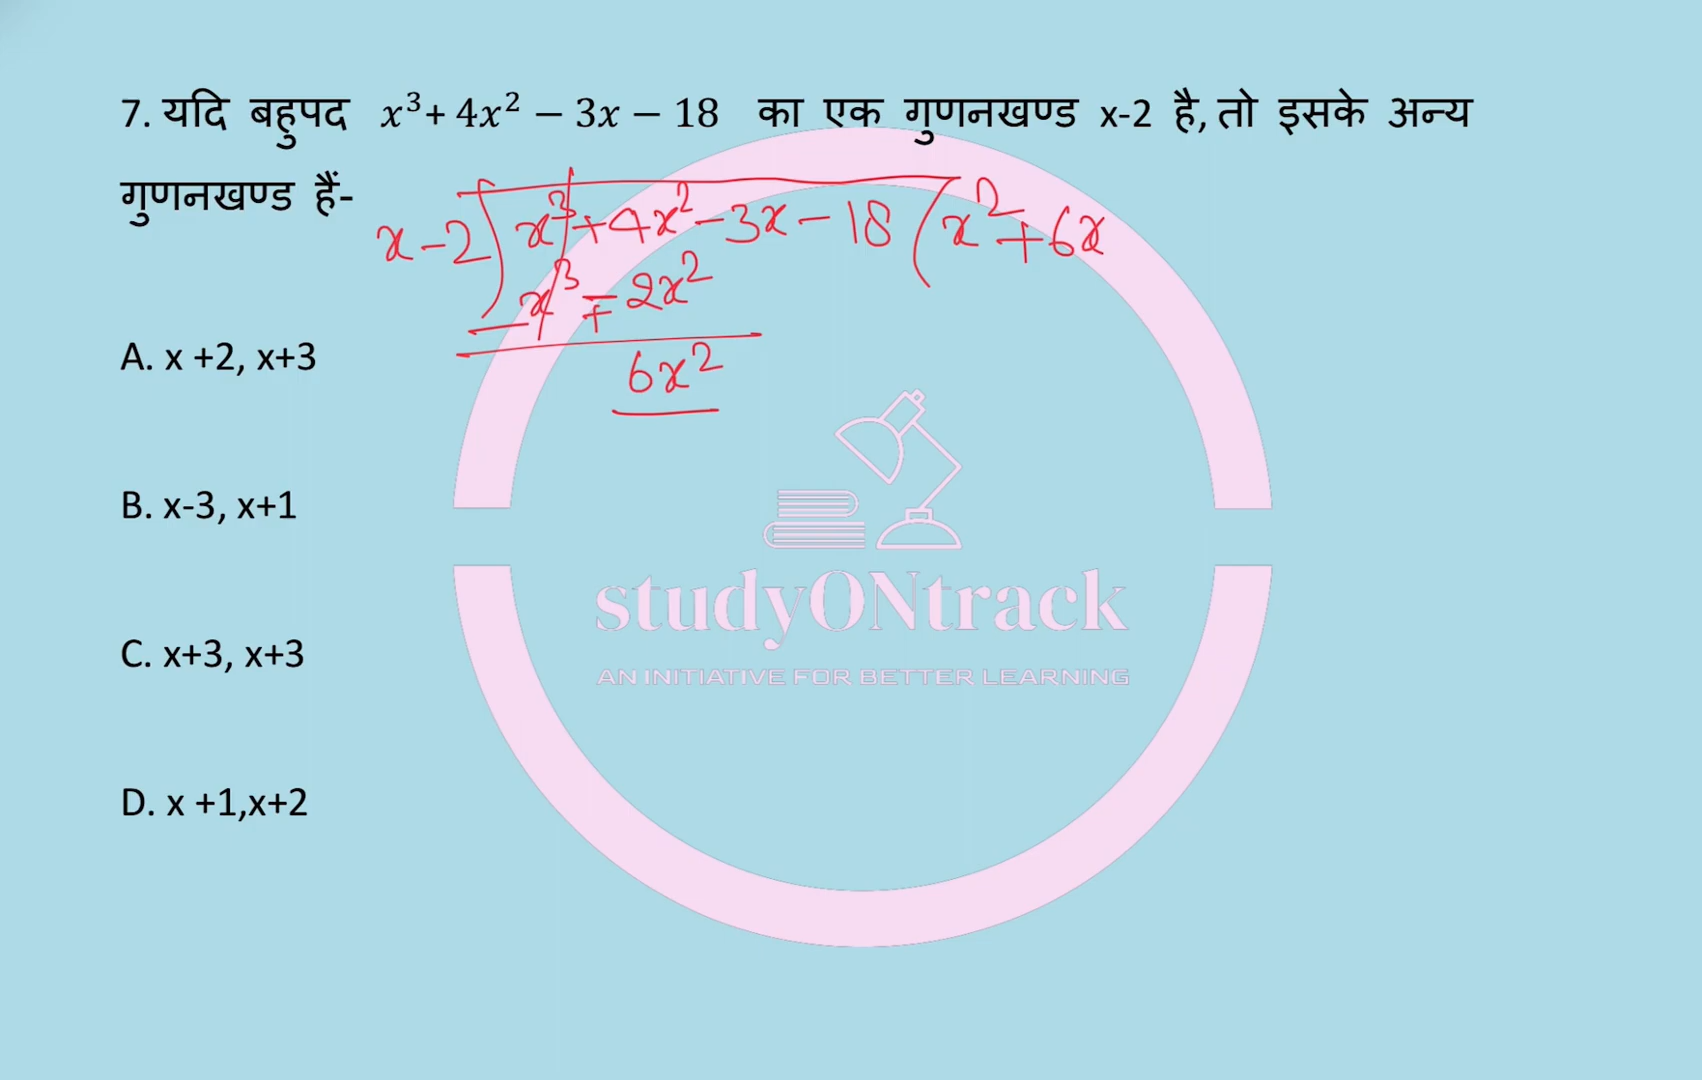 7. यदि बहुपद x³+ 4x² − 3x − 18 का एक गुणनखण्ड x-2 है, तो इसके अन्य
गुणनखण्ड हैं-
x-2) x³+4x²-3x-18 ( x²+6x
x³ - 2x²
- +
6x²
A. x +2, x+3
B. x-3, x+1
C. x+3, x+3
D. x +1,x+2
studyONtrack
AN INITIATIVE FOR BETTER LEARNING